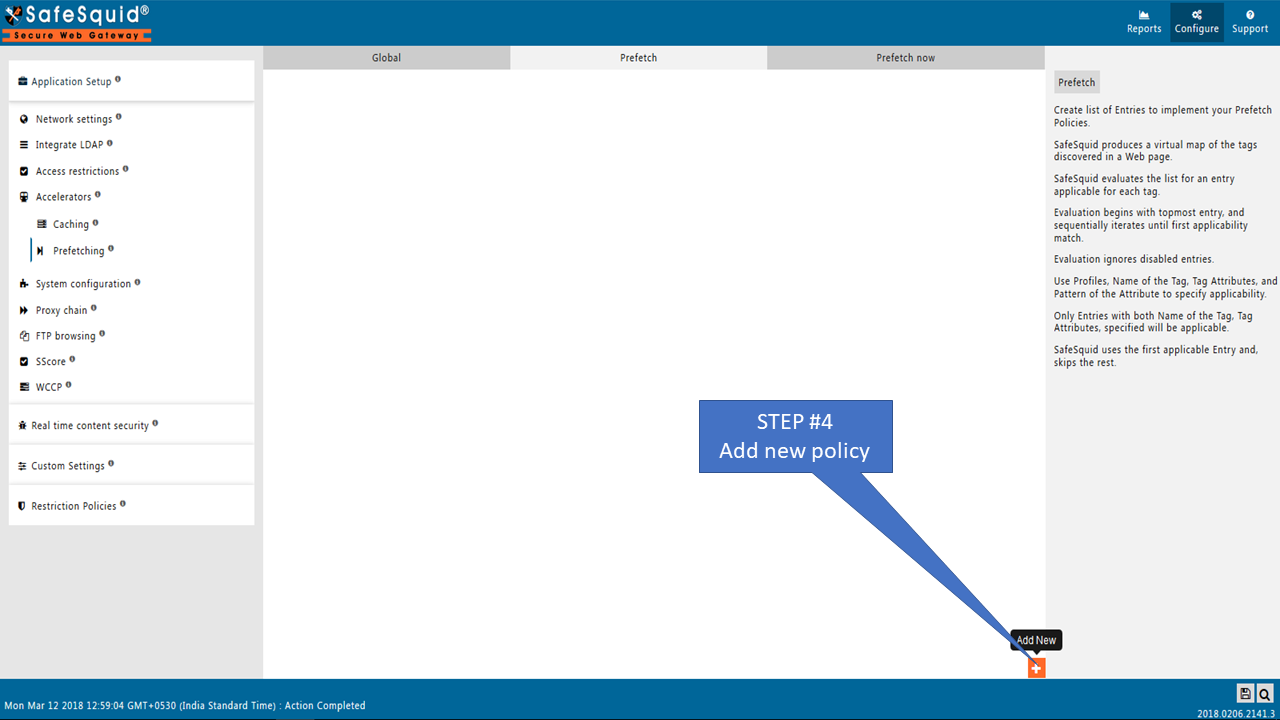 SafeSquid®
Secure Web Gateway
Reports
Configure
Support
Application Setup
Network settings
Integrate LDAP
Access restrictions
Accelerators
Caching
Prefetching
System configuration
Proxy chain
FTP browsing
SScore
WCCP
Real time content security
Custom Settings
Restriction Policies
Global
Prefetch
Prefetch now
STEP #4
Add new policy
Add New
Prefetch
Create list of Entries to implement your Prefetch
Policies.
SafeSquid produces a virtual map of the tags
discovered in a Web page.
SafeSquid evaluates the list for an entry
applicable for each tag.
Evaluation begins with topmost entry, and
sequentially iterates until first applicability
match.
Evaluation ignores disabled entries.
Use Profiles, Name of the Tag, Tag Attributes, and
Pattern of the Attribute to specify applicability.
Only Entries with both Name of the Tag, Tag
Attributes, specified will be applicable.
SafeSquid uses the first applicable Entry and,
skips the rest.
Mon Mar 12 2018 12:59:04 GMT+0530 (India Standard Time) : Action Completed
2018.0206.2141.3